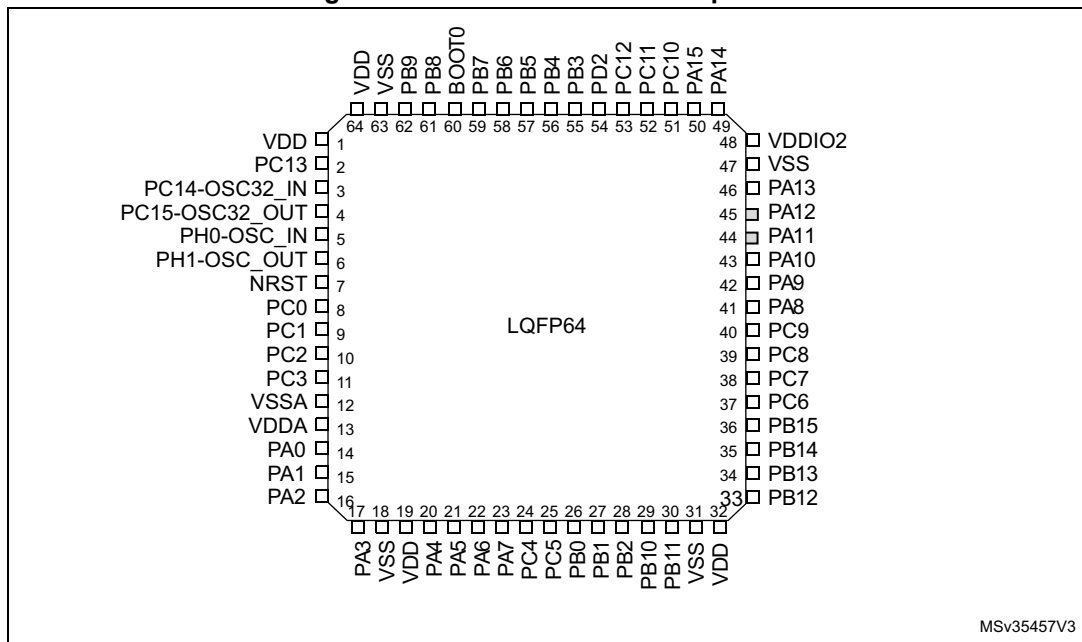 VDD
VSS
PB9
PB8
BOOT0
PB7
PB6
PB5
PB4
PB3
PD2
PC12
PC11
PC10
PA15
PA14
64 63 62 61 60 59 58 57 56 55 54 53 52 51 50 49
VDD 1
PC13 2
PC14-OSC32_IN 3
PC15-OSC32_OUT 4
PH0-OSC_IN 5
PH1-OSC_OUT 6
NRST 7
PC0 8
PC1 9
PC2 10
PC3 11
VSSA 12
VDDA 13
PA0 14
PA1 15
PA2 16
LQFP64
48 VDDIO2
47 VSS
46 PA13
45 PA12
44 PA11
43 PA10
42 PA9
41 PA8
40 PC9
39 PC8
38 PC7
37 PC6
36 PB15
35 PB14
34 PB13
33 PB12
17 18 19 20 21 22 23 24 25 26 27 28 29 30 31 32
PA3
VSS
VDD
PA4
PA5
PA6
PA7
PC4
PC5
PB0
PB1
PB2
PB10
PB11
VSS
VDD
MSv35457V3